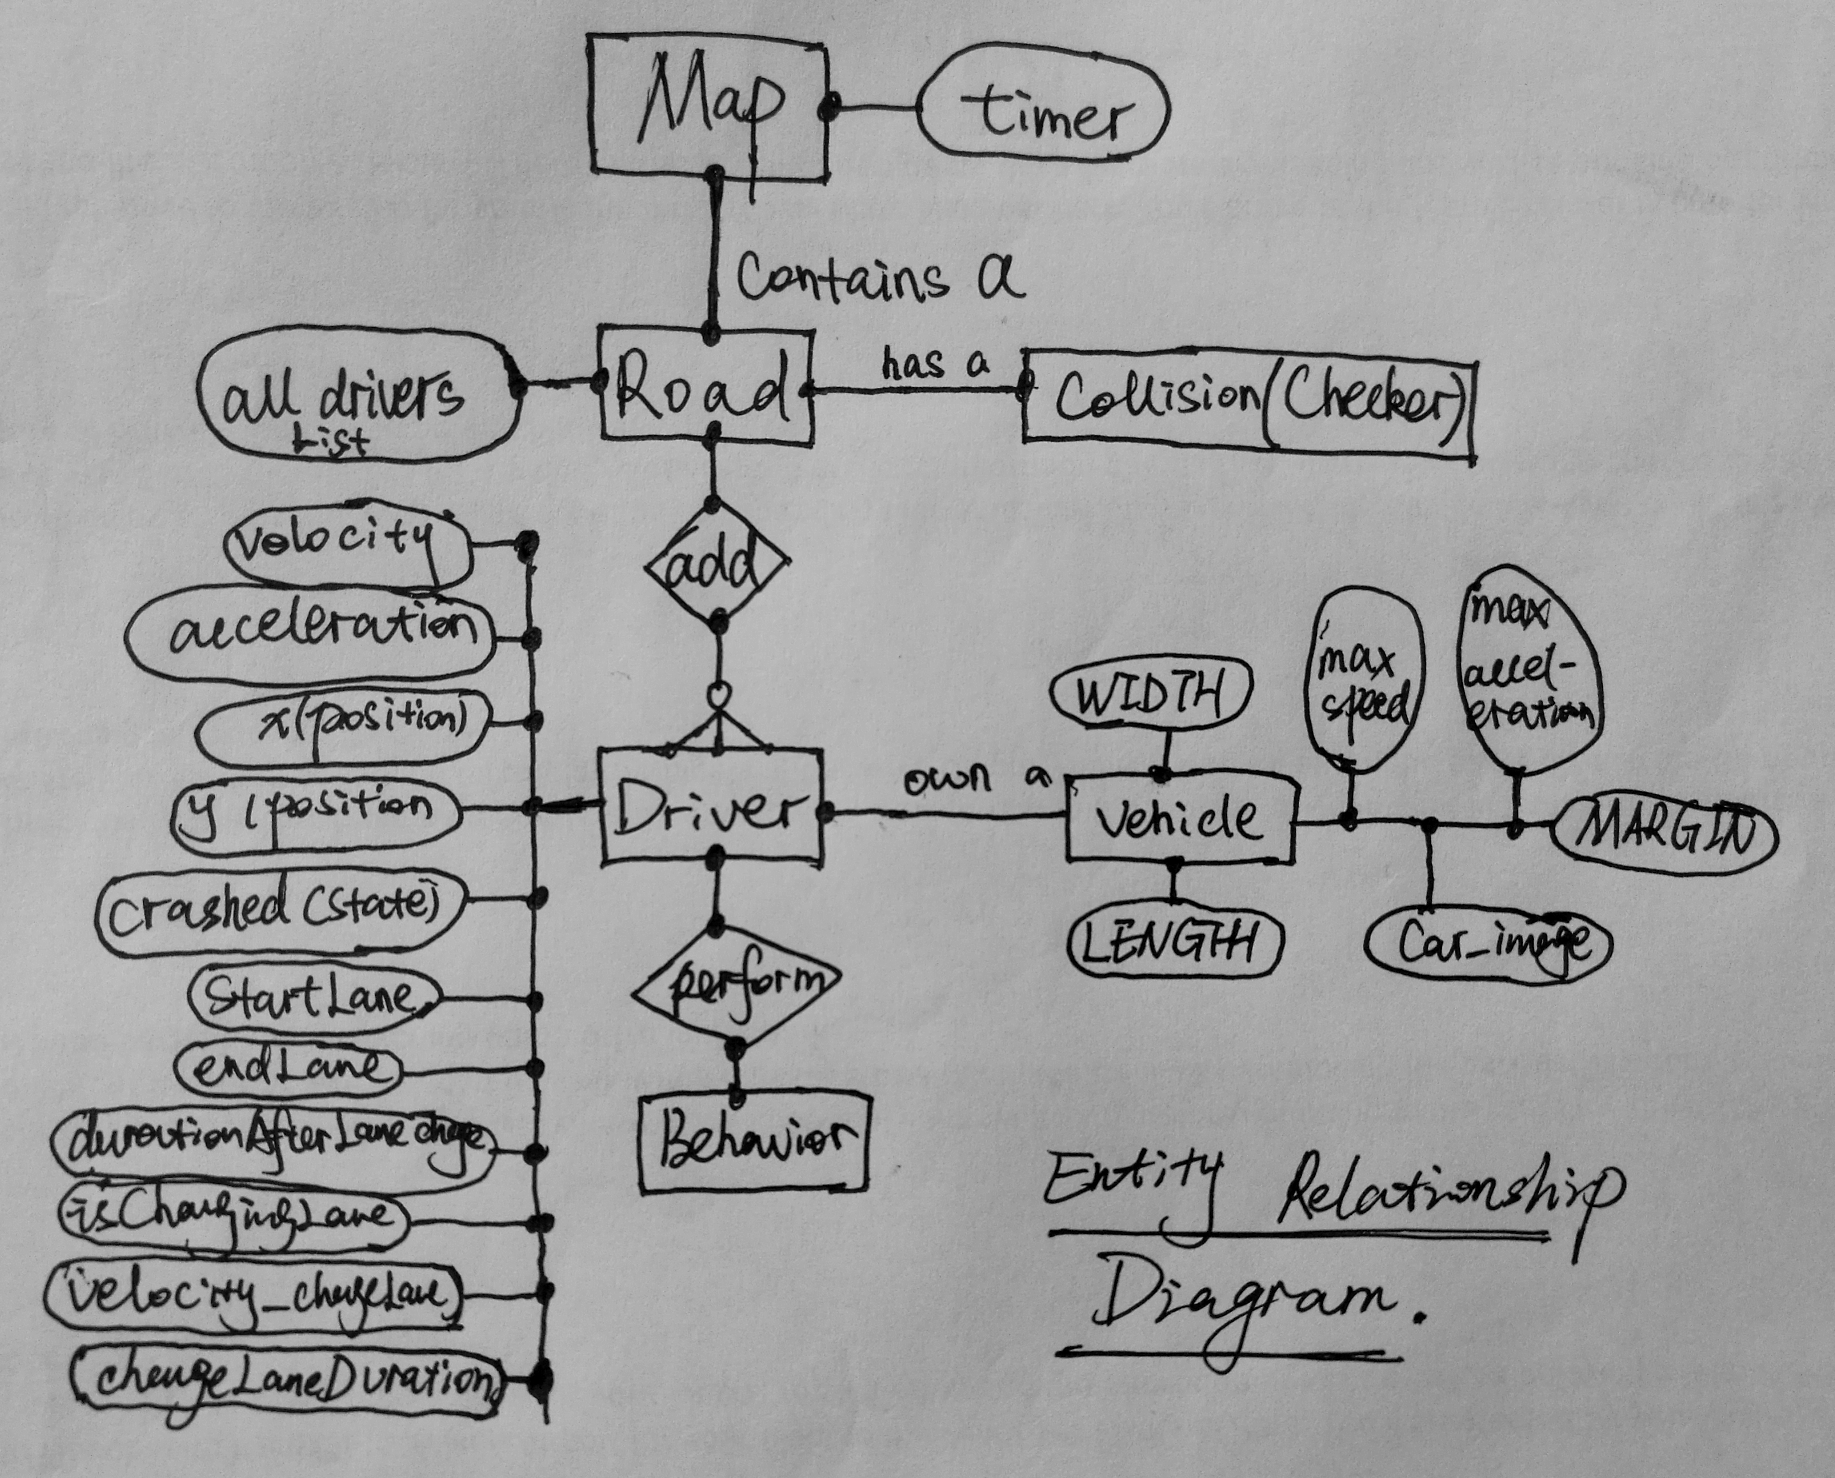 Map
timer
Contains a
all drivers
List
Road
has a
Collision(Checker)
velocity
acceleration
x(position)
y (position
crashed (state)
StartLane
endLane
durationAfterLane
isChangingLane
velocity_changeLane
changeLaneDuration
add
Driver
own a
Vehicle
WIDTH
LENGTH
max
speed
max
accel-
eration
MARGIN
Car_image
perform
Behavior
Entity Relationship
Diagram.